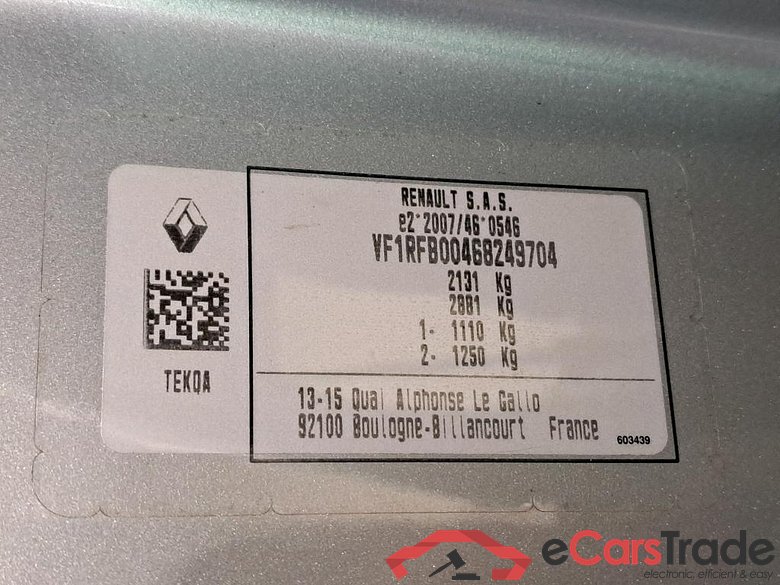 RENAULT S.A.S.
e2*2007/46*0546
VF1RFB00468249704
2131 Kg
2881 Kg
1- 1110 Kg
2- 1250 Kg
TEKQA
13-15 Quai Alphonse Le Gallo
92100 Boulogne-Billancourt France
603439
eCarsTrade
electronic, efficient & easy